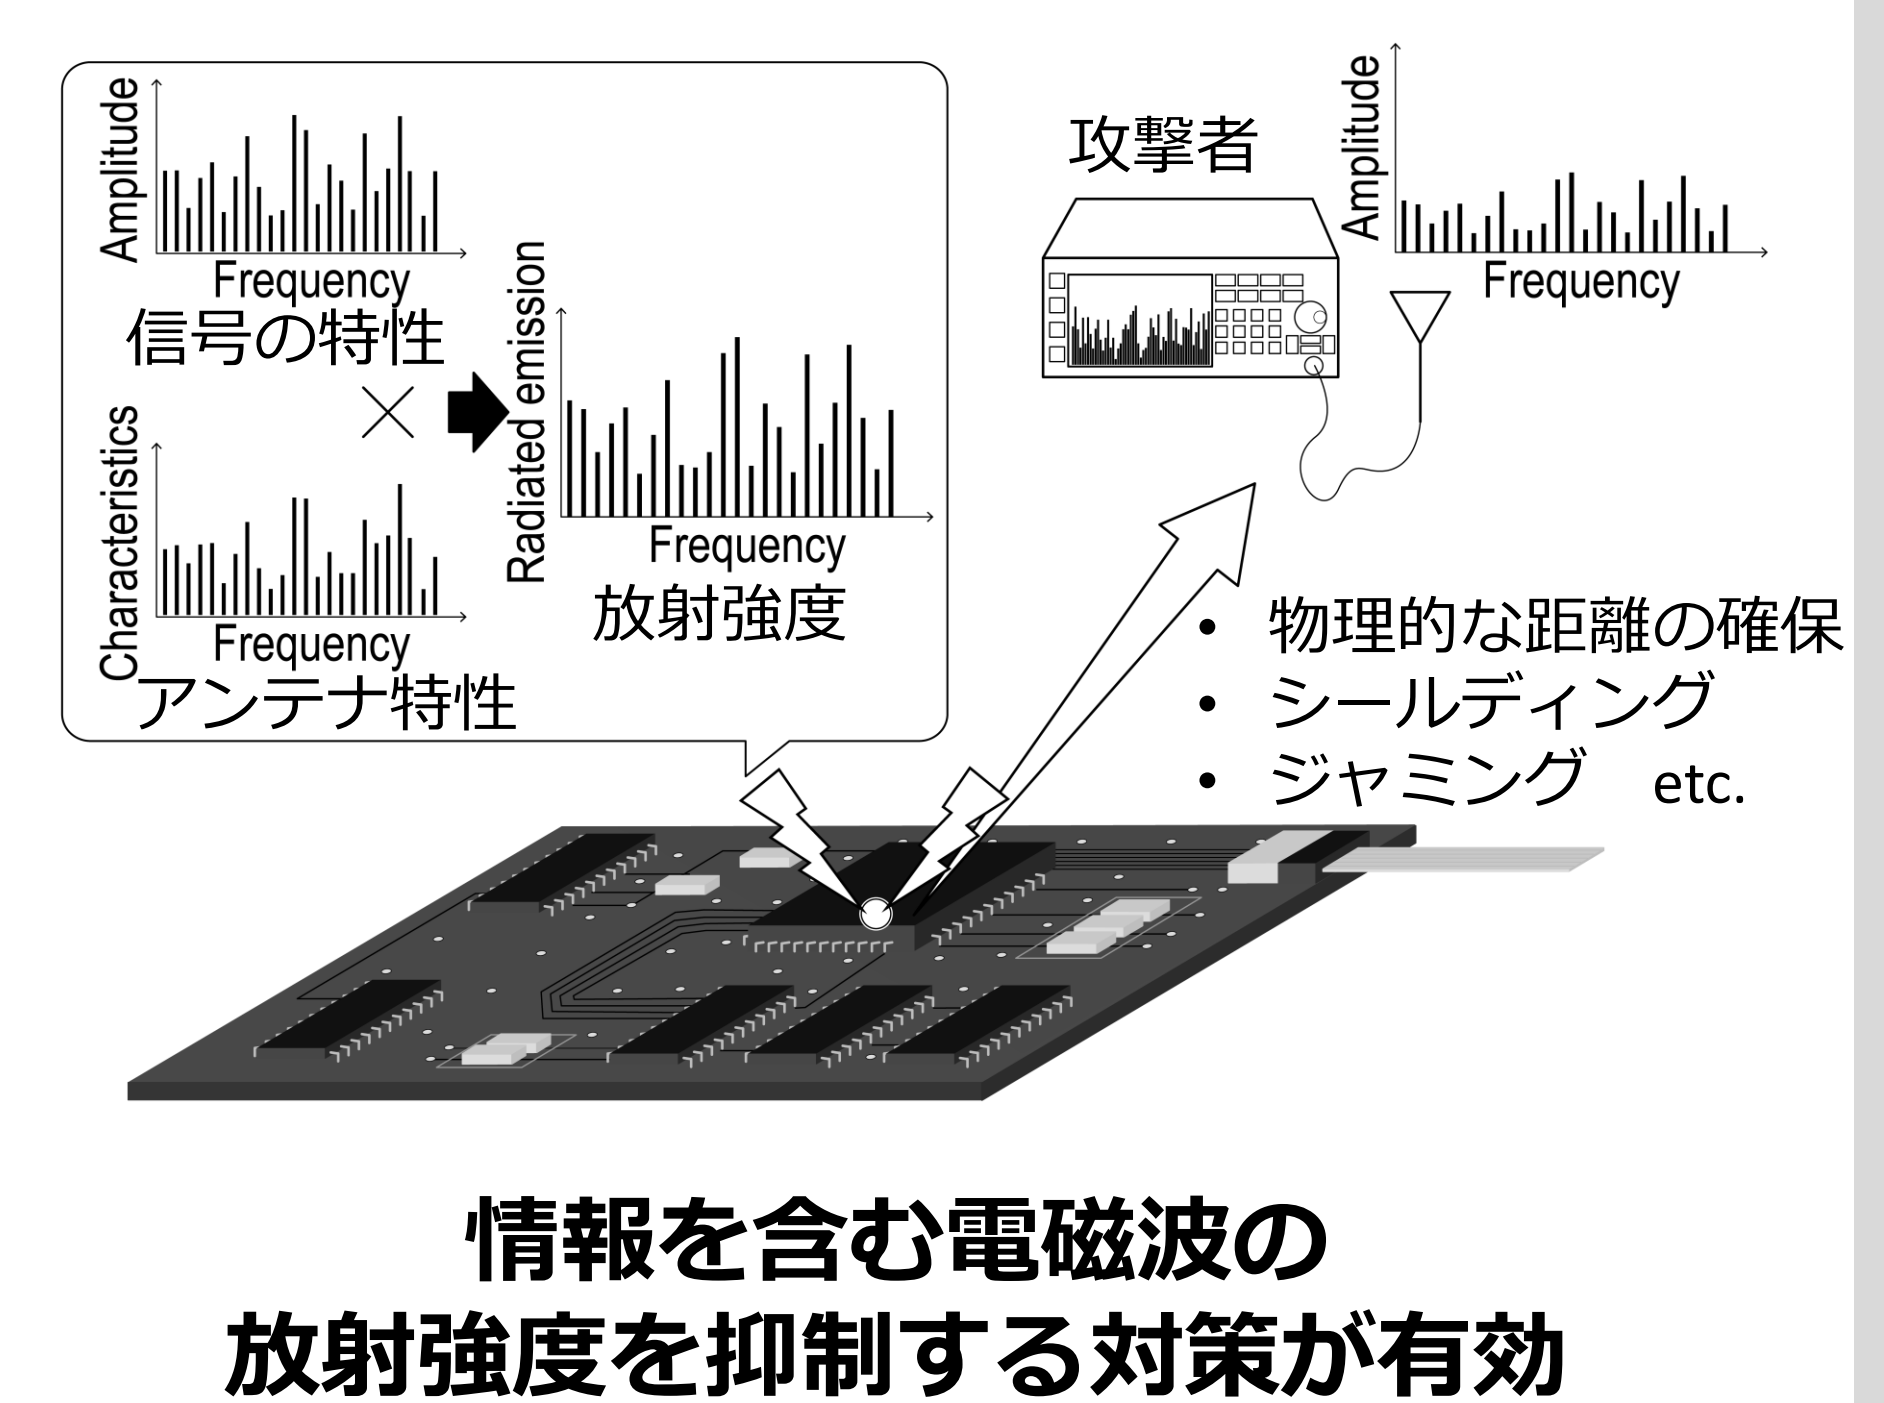 Amplitude
Frequency
信号の特性
×
Characteristics
Frequency
アンテナ特性
Radiated emission
Frequency
放射強度
攻撃者
Amplitude
Frequency
• 物理的な距離の確保
• シールディング
• ジャミング etc.
情報を含む電磁波の
放射強度を抑制する対策が有効